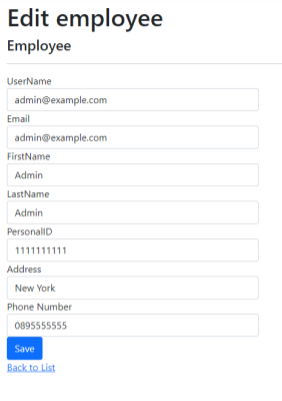 Edit employee
Employee
UserName
admin@example.com
Email
admin@example.com
FirstName
Admin
LastName
Admin
PersonalID
1111111111
Address
New York
Phone Number
0895555555
Save
Back to List